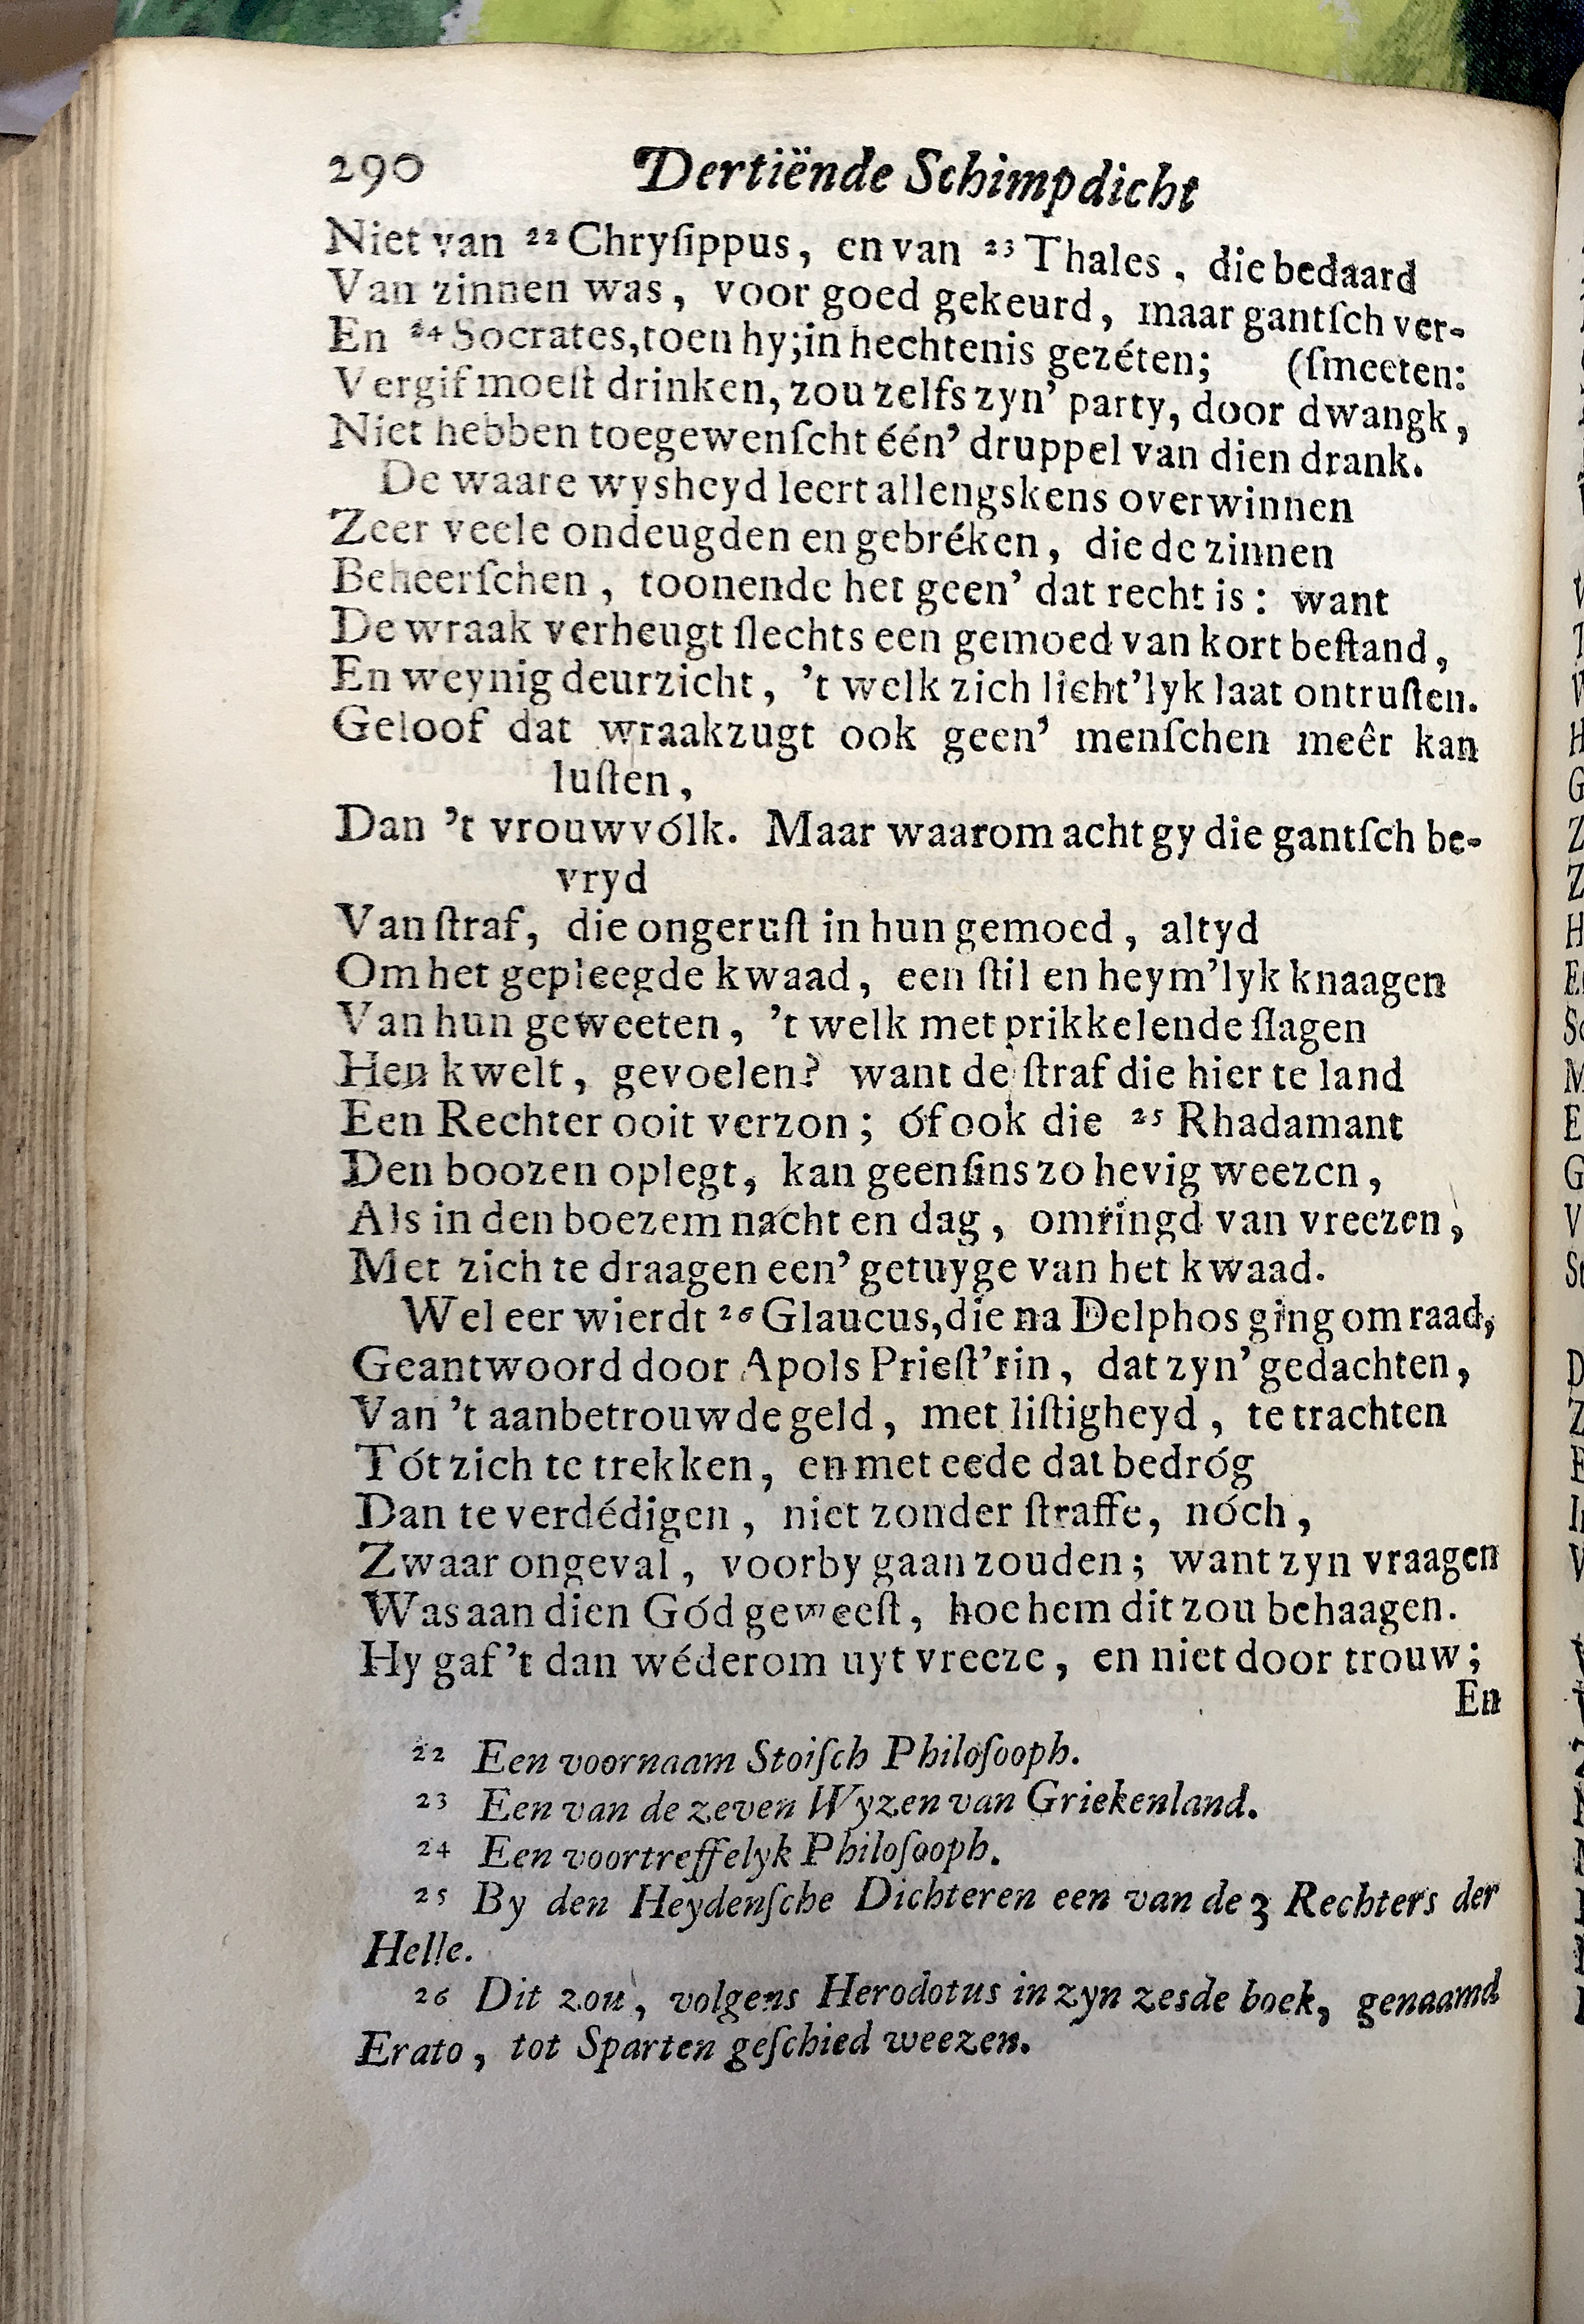 290 Dertiënde Schimpdicht
Niet van ²² Chryſippus, en van ²³ Thales, die bedaard
Van zinnen was, voor goed gekeurd, maar gantſch ver-
En ²⁴ Socrates, toen hy; in hechtenis gezéten; (ſmeeten:
Vergif moeſt drinken, zou zelfs zyn' party, door dwangk,
Niet hebben toegewenſcht één' druppel van dien drank.
De waare wysheyd leert allengskens overwinnen
Zeer veele ondeugden en gebréken, die de zinnen
Beheerſchen, toonende het geen' dat recht is: want
De wraak verheugt ſlechts een gemoed van kort beſtand,
En weynig deurzicht, 't welk zich licht'lyk laat ontruſten.
Geloof dat wraakzugt ook geen' menſchen meêr kan
luſten,
Dan 't vrouwvólk. Maar waarom acht gy die gantſch be-
vryd
Van ſtraf, die ongeruſt in hun gemoed, altyd
Om het gepleegde kwaad, een ſtil en heym'lyk knaagen
Van hun geweeten, 't welk met prikkelende ſlagen
Hen kwelt, gevoelen? want de ſtraf die hier te land
Een Rechter ooit verzon; óf ook die ²⁵ Rhadamant
Den boozen oplegt, kan geenſins zo hevig weezen,
Als in den boezem nacht en dag, omringd van vreezen,
Met zich te draagen een' getuyge van het kwaad.
Wel eer wierdt ²⁶ Glaucus, die na Delphos ging om raad,
Geantwoord door Apols Prieſt'rin, dat zyn' gedachten,
Van 't aanbetrouwde geld, met liſtigheyd, te trachten
Tót zich te trekken, en met eede dat bedróg
Dan te verdédigen, niet zonder ſtraffe, nóch,
Zwaar ongeval, voorby gaan zouden; want zyn vraagen
Was aan dien Gód geweeſt, hoe hem dit zou behaagen.
Hy gaf 't dan wéderom uyt vreeze, en niet door trouw;
En
²² Een voornaam Stoiſch Philoſooph.
²³ Een van de zeven Wyzen van Griekenland.
²⁴ Een voortreffelyk Philoſooph.
²⁵ By den Heydenſche Dichteren een van de 3 Rechters der
Helle.
²⁶ Dit zou, volgens Herodotus in zyn zesde boek, genaamd
Erato, tot Sparten geſchied weezen.